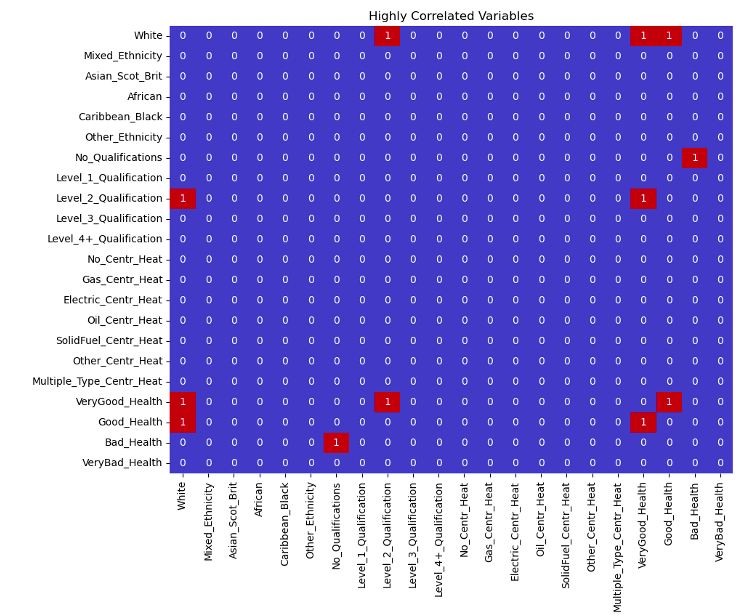 Highly Correlated Variables
White 0 0 0 0 0 0 0 0 1 0 0 0 0 0 0 0 0 0 1 1 0 0
Mixed_Ethnicity 0 0 0 0 0 0 0 0 0 0 0 0 0 0 0 0 0 0 0 0 0 0
Asian_Scot_Brit 0 0 0 0 0 0 0 0 0 0 0 0 0 0 0 0 0 0 0 0 0 0
African 0 0 0 0 0 0 0 0 0 0 0 0 0 0 0 0 0 0 0 0 0 0
Caribbean_Black 0 0 0 0 0 0 0 0 0 0 0 0 0 0 0 0 0 0 0 0 0 0
Other_Ethnicity 0 0 0 0 0 0 0 0 0 0 0 0 0 0 0 0 0 0 0 0 0 0
No_Qualifications 0 0 0 0 0 0 0 0 0 0 0 0 0 0 0 0 0 0 0 0 1 0
Level_1_Qualification 0 0 0 0 0 0 0 0 0 0 0 0 0 0 0 0 0 0 0 0 0 0
Level_2_Qualification 1 0 0 0 0 0 0 0 0 0 0 0 0 0 0 0 0 0 1 0 0 0
Level_3_Qualification 0 0 0 0 0 0 0 0 0 0 0 0 0 0 0 0 0 0 0 0 0 0
Level_4+_Qualification 0 0 0 0 0 0 0 0 0 0 0 0 0 0 0 0 0 0 0 0 0 0
No_Centr_Heat 0 0 0 0 0 0 0 0 0 0 0 0 0 0 0 0 0 0 0 0 0 0
Gas_Centr_Heat 0 0 0 0 0 0 0 0 0 0 0 0 0 0 0 0 0 0 0 0 0 0
Electric_Centr_Heat 0 0 0 0 0 0 0 0 0 0 0 0 0 0 0 0 0 0 0 0 0 0
Oil_Centr_Heat 0 0 0 0 0 0 0 0 0 0 0 0 0 0 0 0 0 0 0 0 0 0
SolidFuel_Centr_Heat 0 0 0 0 0 0 0 0 0 0 0 0 0 0 0 0 0 0 0 0 0 0
Other_Centr_Heat 0 0 0 0 0 0 0 0 0 0 0 0 0 0 0 0 0 0 0 0 0 0
Multiple_Type_Centr_Heat 0 0 0 0 0 0 0 0 0 0 0 0 0 0 0 0 0 0 0 0 0 0
VeryGood_Health 1 0 0 0 0 0 0 0 1 0 0 0 0 0 0 0 0 0 0 1 0 0
Good_Health 1 0 0 0 0 0 0 0 0 0 0 0 0 0 0 0 0 0 1 0 0 0
Bad_Health 0 0 0 0 0 0 1 0 0 0 0 0 0 0 0 0 0 0 0 0 0 0
VeryBad_Health 0 0 0 0 0 0 0 0 0 0 0 0 0 0 0 0 0 0 0 0 0 0
White
Mixed_Ethnicity
Asian_Scot_Brit
African
Caribbean_Black
Other_Ethnicity
No_Qualifications
Level_1_Qualification
Level_2_Qualification
Level_3_Qualification
Level_4+_Qualification
No_Centr_Heat
Gas_Centr_Heat
Electric_Centr_Heat
Oil_Centr_Heat
SolidFuel_Centr_Heat
Other_Centr_Heat
Multiple_Type_Centr_Heat
VeryGood_Health
Good_Health
Bad_Health
VeryBad_Health